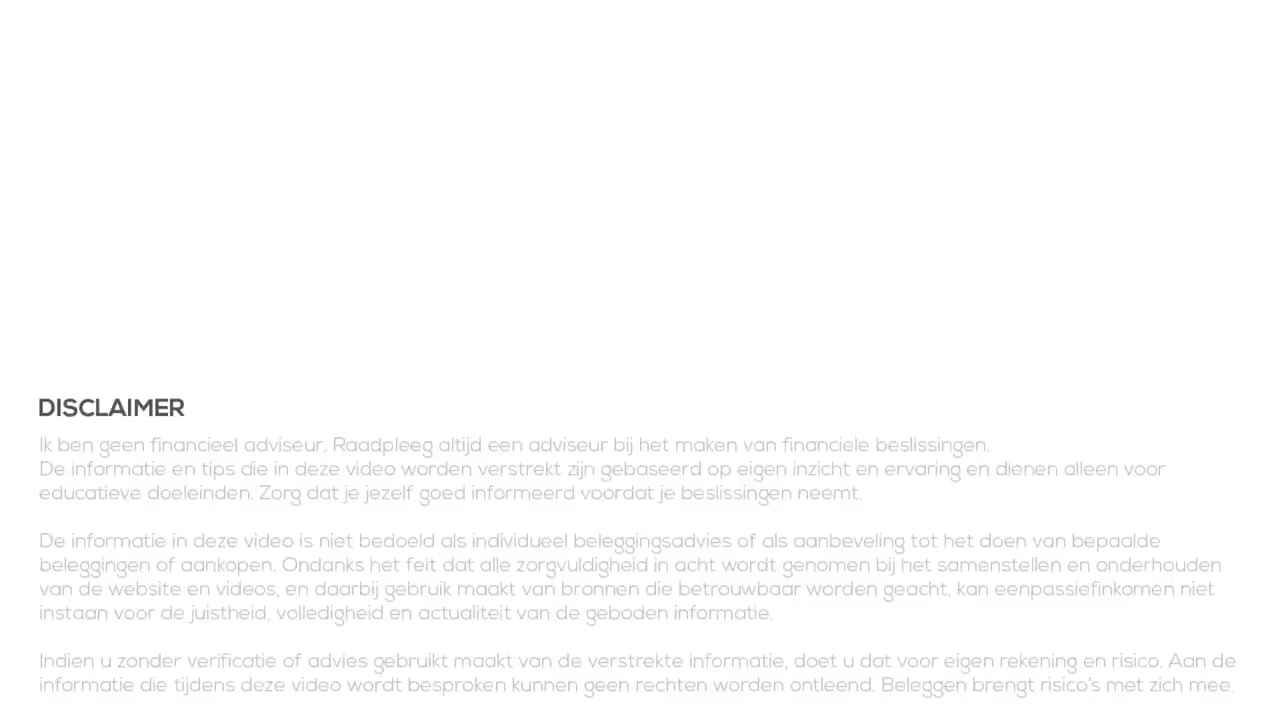 DISCLAIMER
Ik ben geen financieel adviseur. Raadpleeg altijd een adviseur bij het maken van financiele beslissingen.
De informatie en tips die in deze video worden verstrekt zijn gebaseerd op eigen inzicht en ervaring en dienen alleen voor
educatieve doeleinden. Zorg dat je jezelf goed informeerd voordat je beslissingen neemt.
De informatie in deze video is niet bedoeld als individueel beleggingsadvies of als aanbeveling tot het doen van bepaalde
beleggingen of aankopen. Ondanks het feit dat alle zorgvuldigheid in acht wordt genomen bij het samenstellen en onderhouden
van de website en videos, en daarbij gebruik maakt van bronnen die betrouwbaar worden geacht, kan eenpassiefinkomen niet
instaan voor de juistheid, volledigheid en actualiteit van de geboden informatie.
Indien u zonder verificatie of advies gebruikt maakt van de verstrekte informatie, doet u dat voor eigen rekening en risico. Aan de
informatie die tijdens deze video wordt besproken kunnen geen rechten worden ontleend. Beleggen brengt risico's met zich mee.